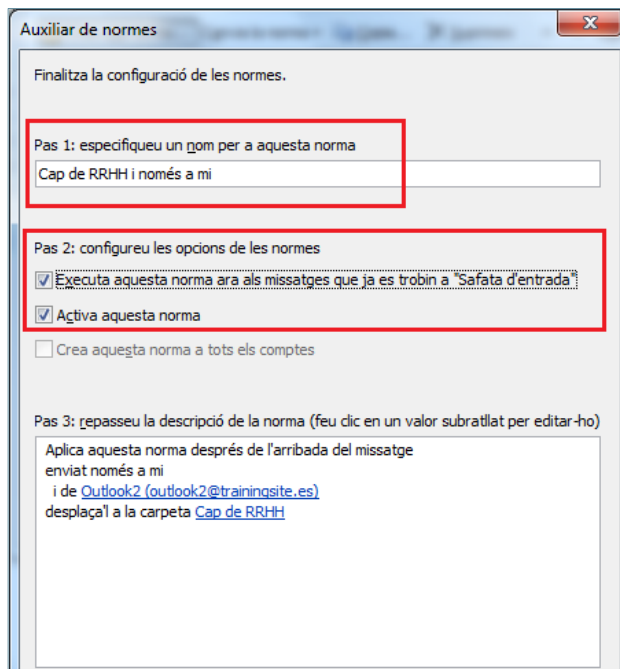 Auxiliar de normes
Finalitza la configuració de les normes.
Pas 1: especifiqueu un nom per a aquesta norma
Cap de RRHH i només a mi
Pas 2: configureu les opcions de les normes
Executa aquesta norma ara als missatges que ja es trobin a "Safata d'entrada"
Activa aquesta norma
Crea aquesta norma a tots els comptes
Pas 3: repasseu la descripció de la norma (feu clic en un valor subratllat per editar-ho)
Aplica aquesta norma després de l'arribada del missatge
enviat només a mi
i de Outlook2 (outlook2@trainingsite.es)
desplaça'l a la carpeta Cap de RRHH